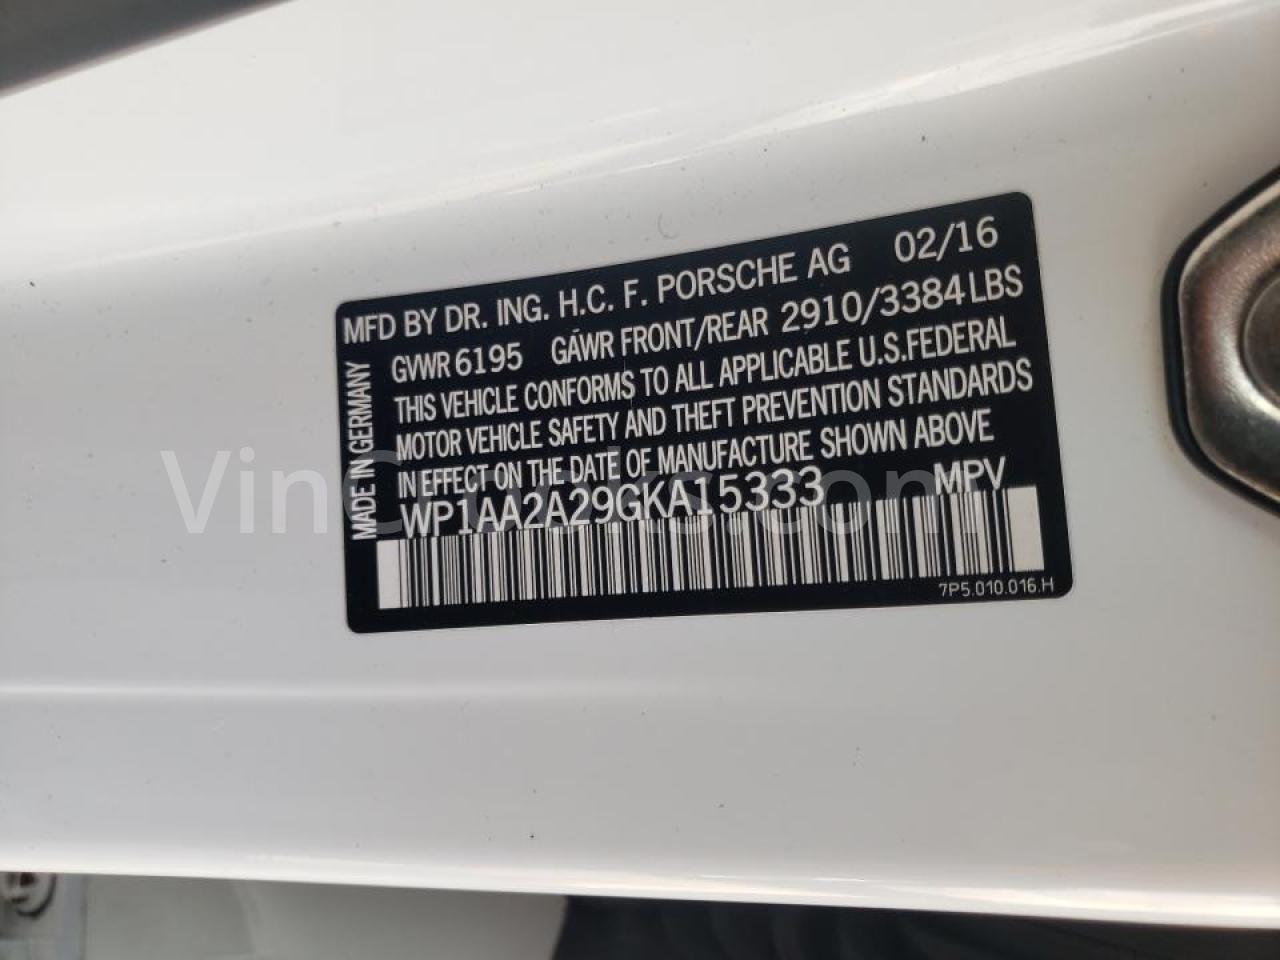 MFD BY DR. ING. H.C. F. PORSCHE AG 02/16
GVWR 6195 GAWR FRONT/REAR 2910/3384 LBS
THIS VEHICLE CONFORMS TO ALL APPLICABLE U.S.FEDERAL
MOTOR VEHICLE SAFETY AND THEFT PREVENTION STANDARDS
IN EFFECT ON THE DATE OF MANUFACTURE SHOWN ABOVE
WP1AA2A29GKA15333 MPV
MADE IN GERMANY
7P5.010.016.H